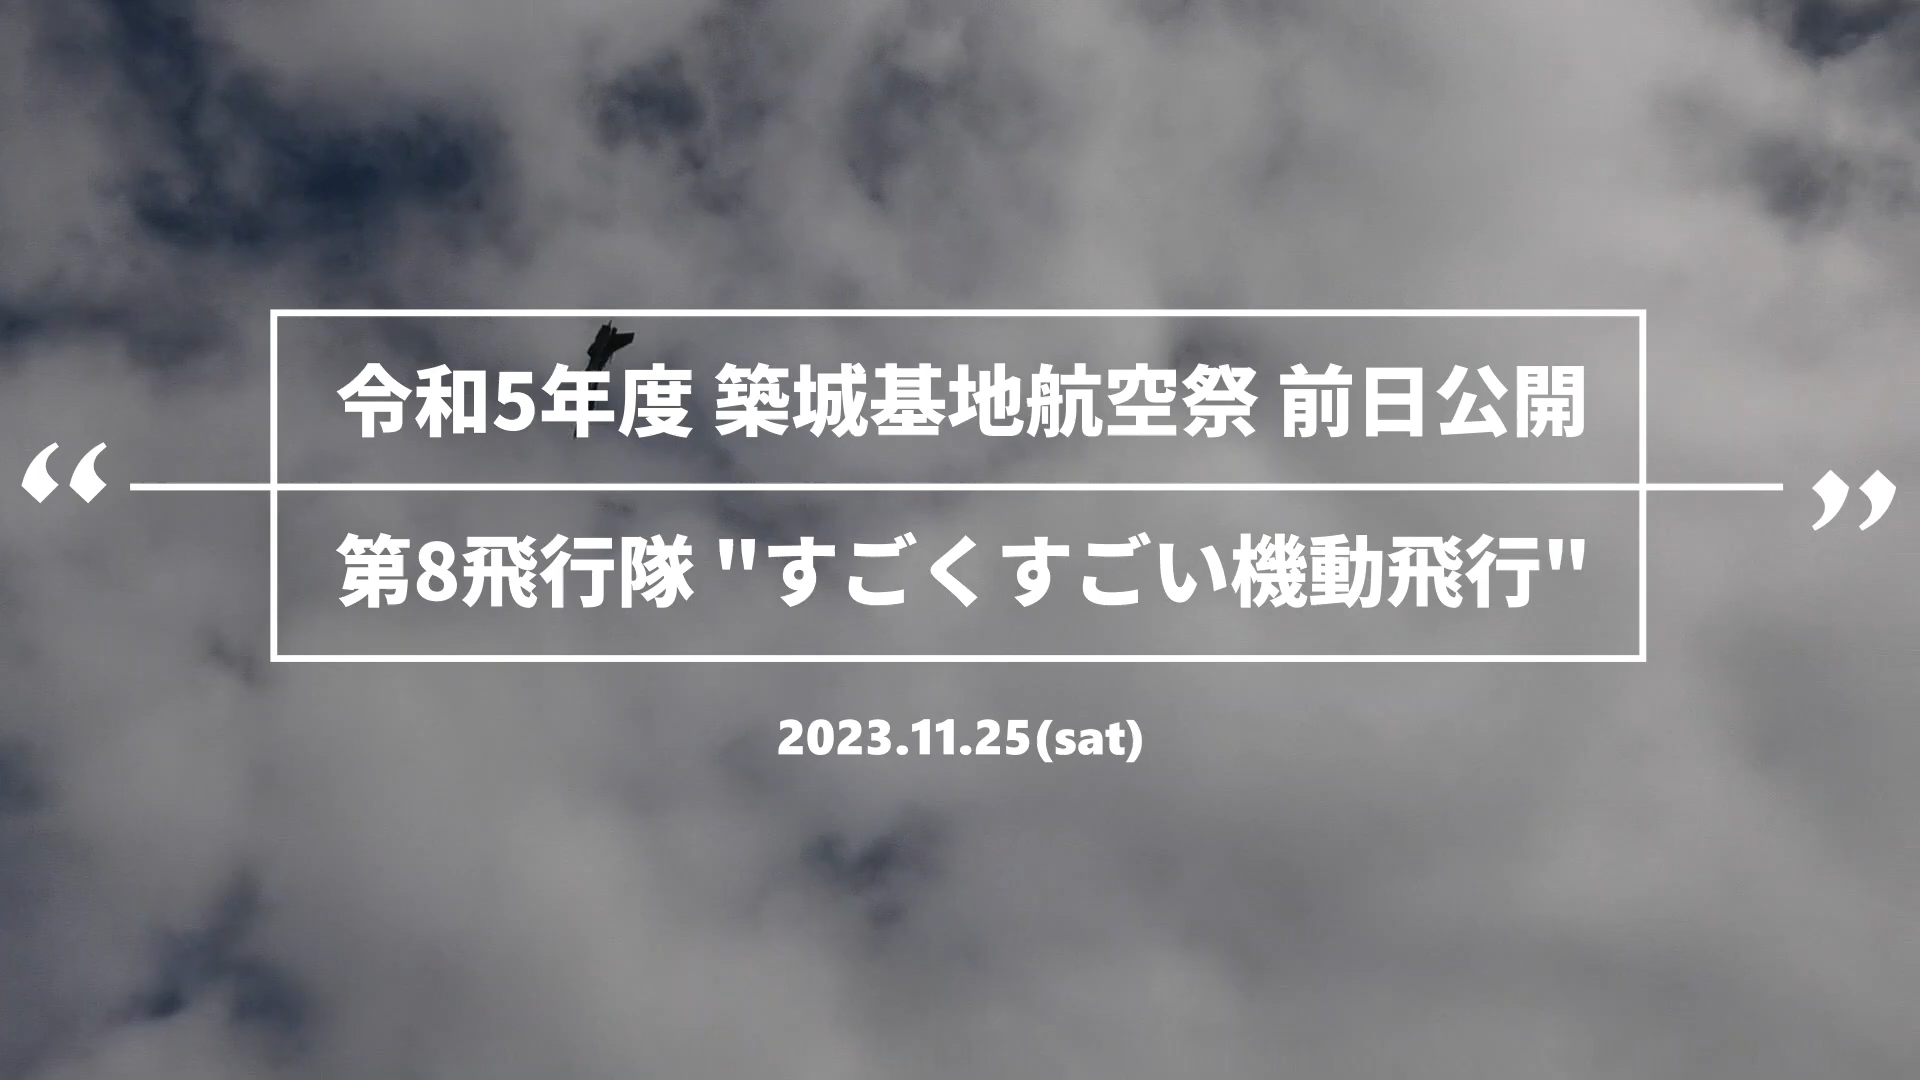 令和5年度 築城基地航空祭 前日公開
第8飛行隊 "すごくすごい機動飛行"
2023.11.25(sat)